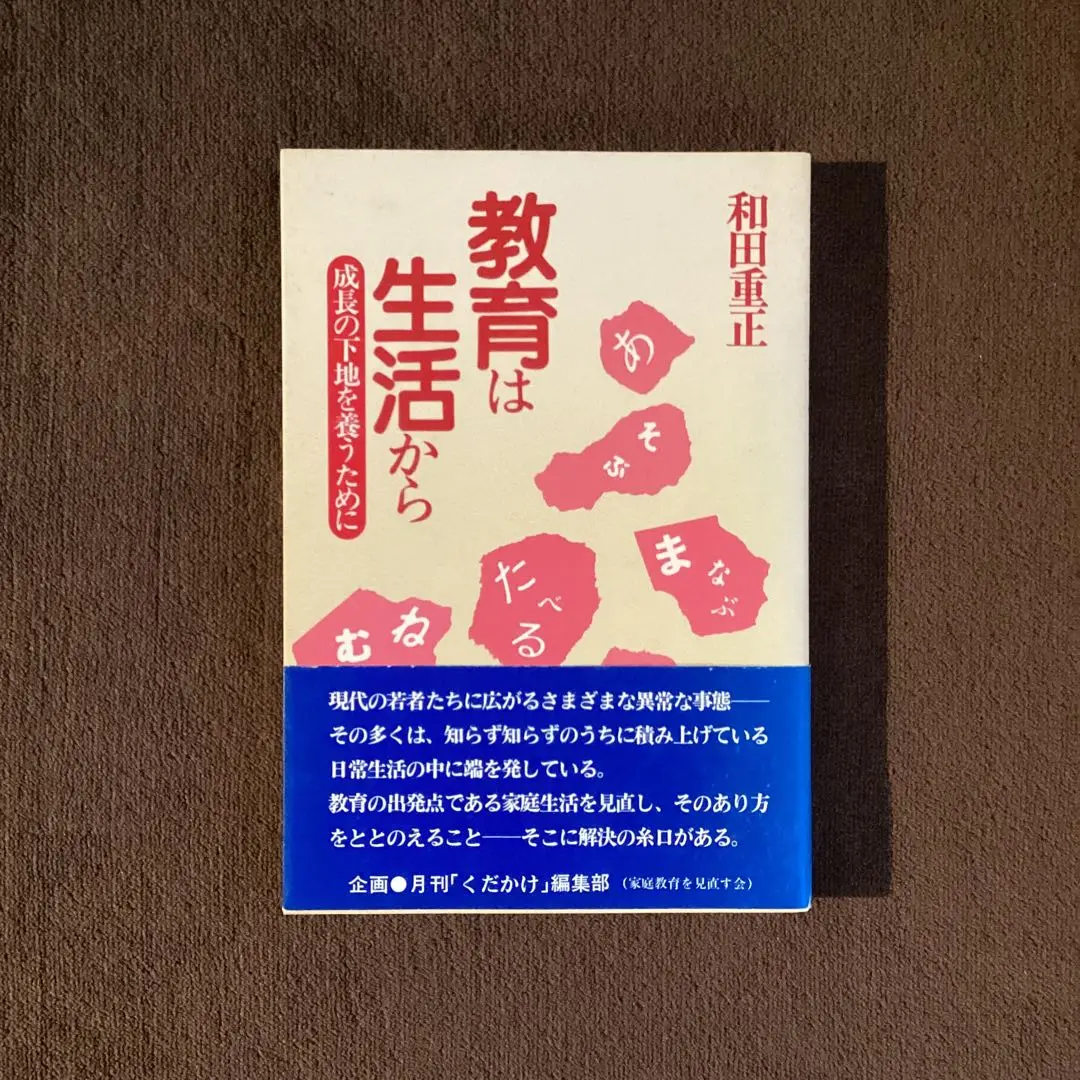 和田重正
教育は
生活から
成長の下地を養うために
あ
そ
ぶ
ま
なぶ
たべる
ね
む
現代の若者たちに広がるさまざまな異常な事態――
その多くは、知らず知らずのうちに積み上げている
日常生活の中に端を発している。
教育の出発点である家庭生活を見直し、そのあり方
をととのえること――そこに解決の糸口がある。
企画●月刊「くだかけ」編集部（家庭教育を見直す会）